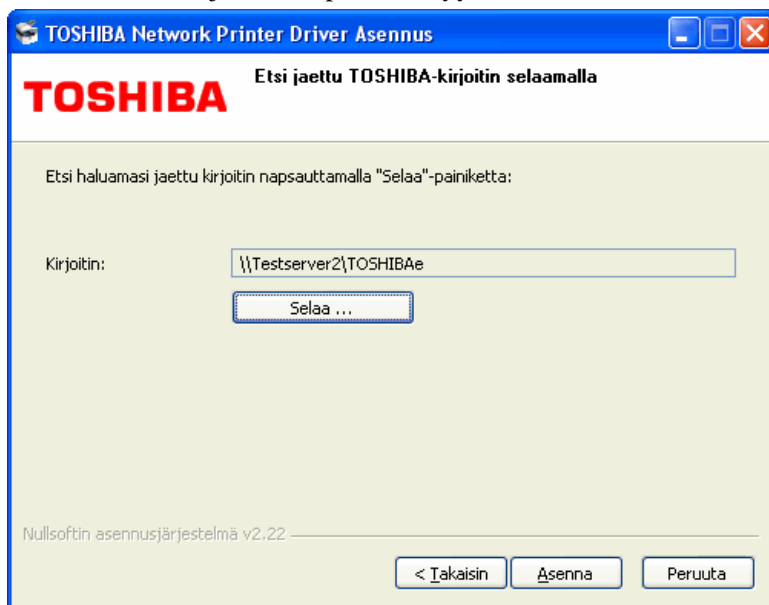 TOSHIBA Network Printer Driver Asennus
TOSHIBA
Etsi jaettu TOSHIBA-kirjoitin selaamalla
Etsi haluamasi jaettu kirjoitin napsauttamalla "Selaa"-painiketta:
Kirjoitin:
\\Testserver2\TOSHIBAe
Selaa ...
Nullsoftin asennusjärjestelmä v2.22
< Takaisin
Asenna
Peruuta